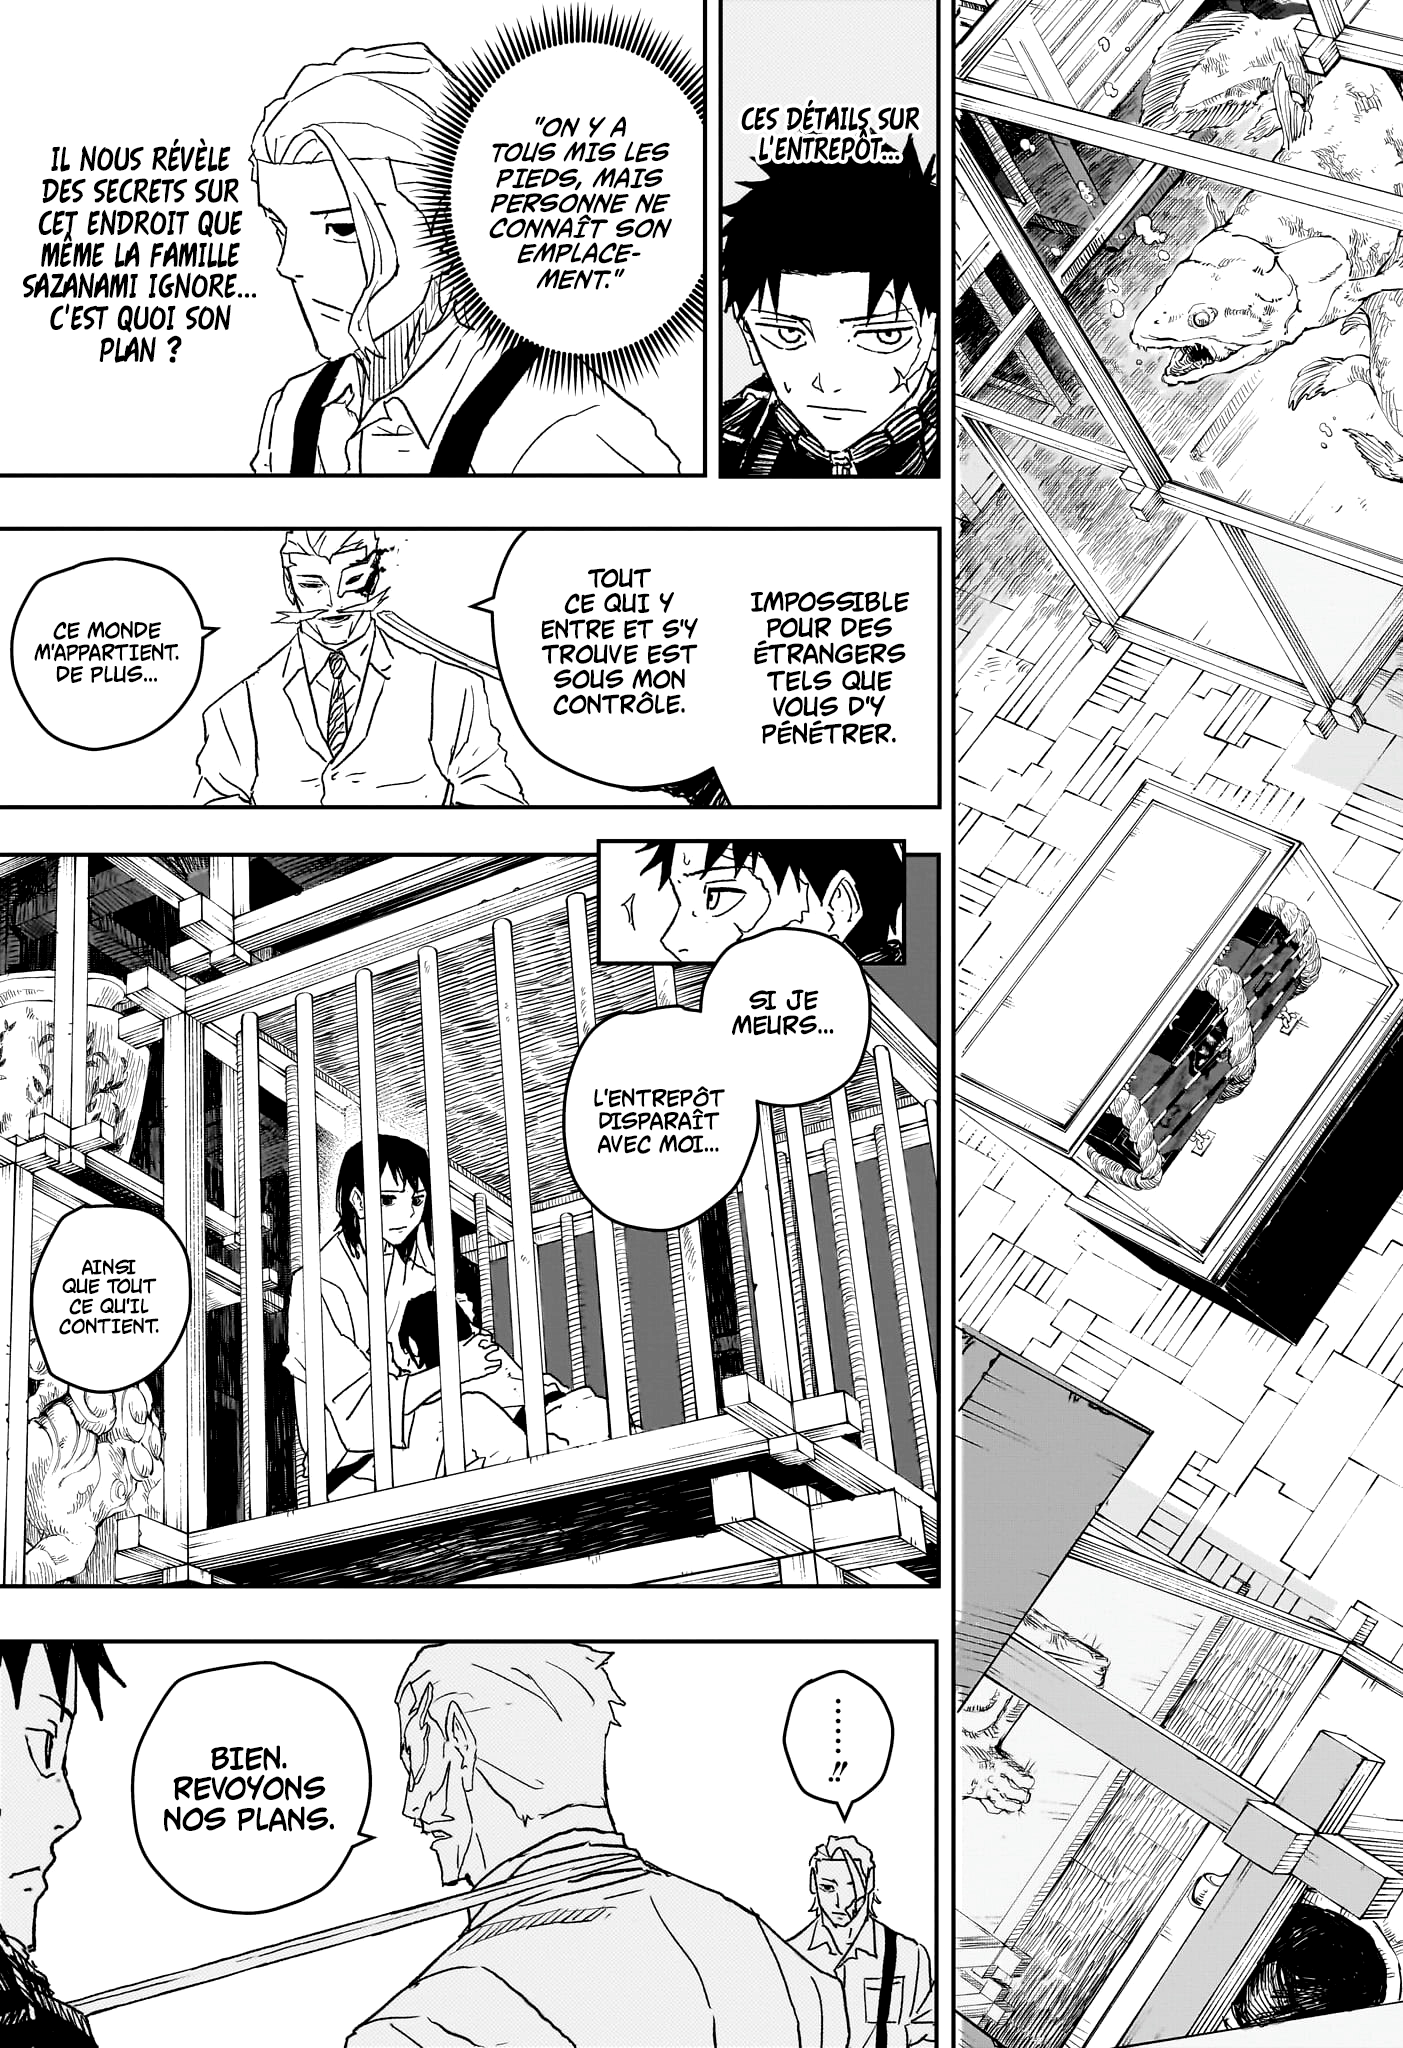 CES DÉTAILS SUR
L'ENTREPÔT...
"ON Y A
TOUS MIS LES
PIEDS, MAIS
PERSONNE NE
CONNAÎT SON
EMPLACE-
MENT."
IL NOUS RÉVÈLE
DES SECRETS SUR
CET ENDROIT QUE
MÊME LA FAMILLE
SAZANAMI IGNORE...
C'EST QUOI SON
PLAN ?
IMPOSSIBLE
POUR DES
ÉTRANGERS
TELS QUE
VOUS D'Y
PÉNÉTRER.
TOUT
CE QUI Y
ENTRE ET S'Y
TROUVE EST
SOUS MON
CONTRÔLE.
CE MONDE
M'APPARTIENT.
DE PLUS...
SI JE
MEURS...
L'ENTREPÔT
DISPARAÎT
AVEC MOI...
AINSI
QUE TOUT
CE QU'IL
CONTIENT.
......!!
BIEN.
REVOYONS
NOS PLANS.